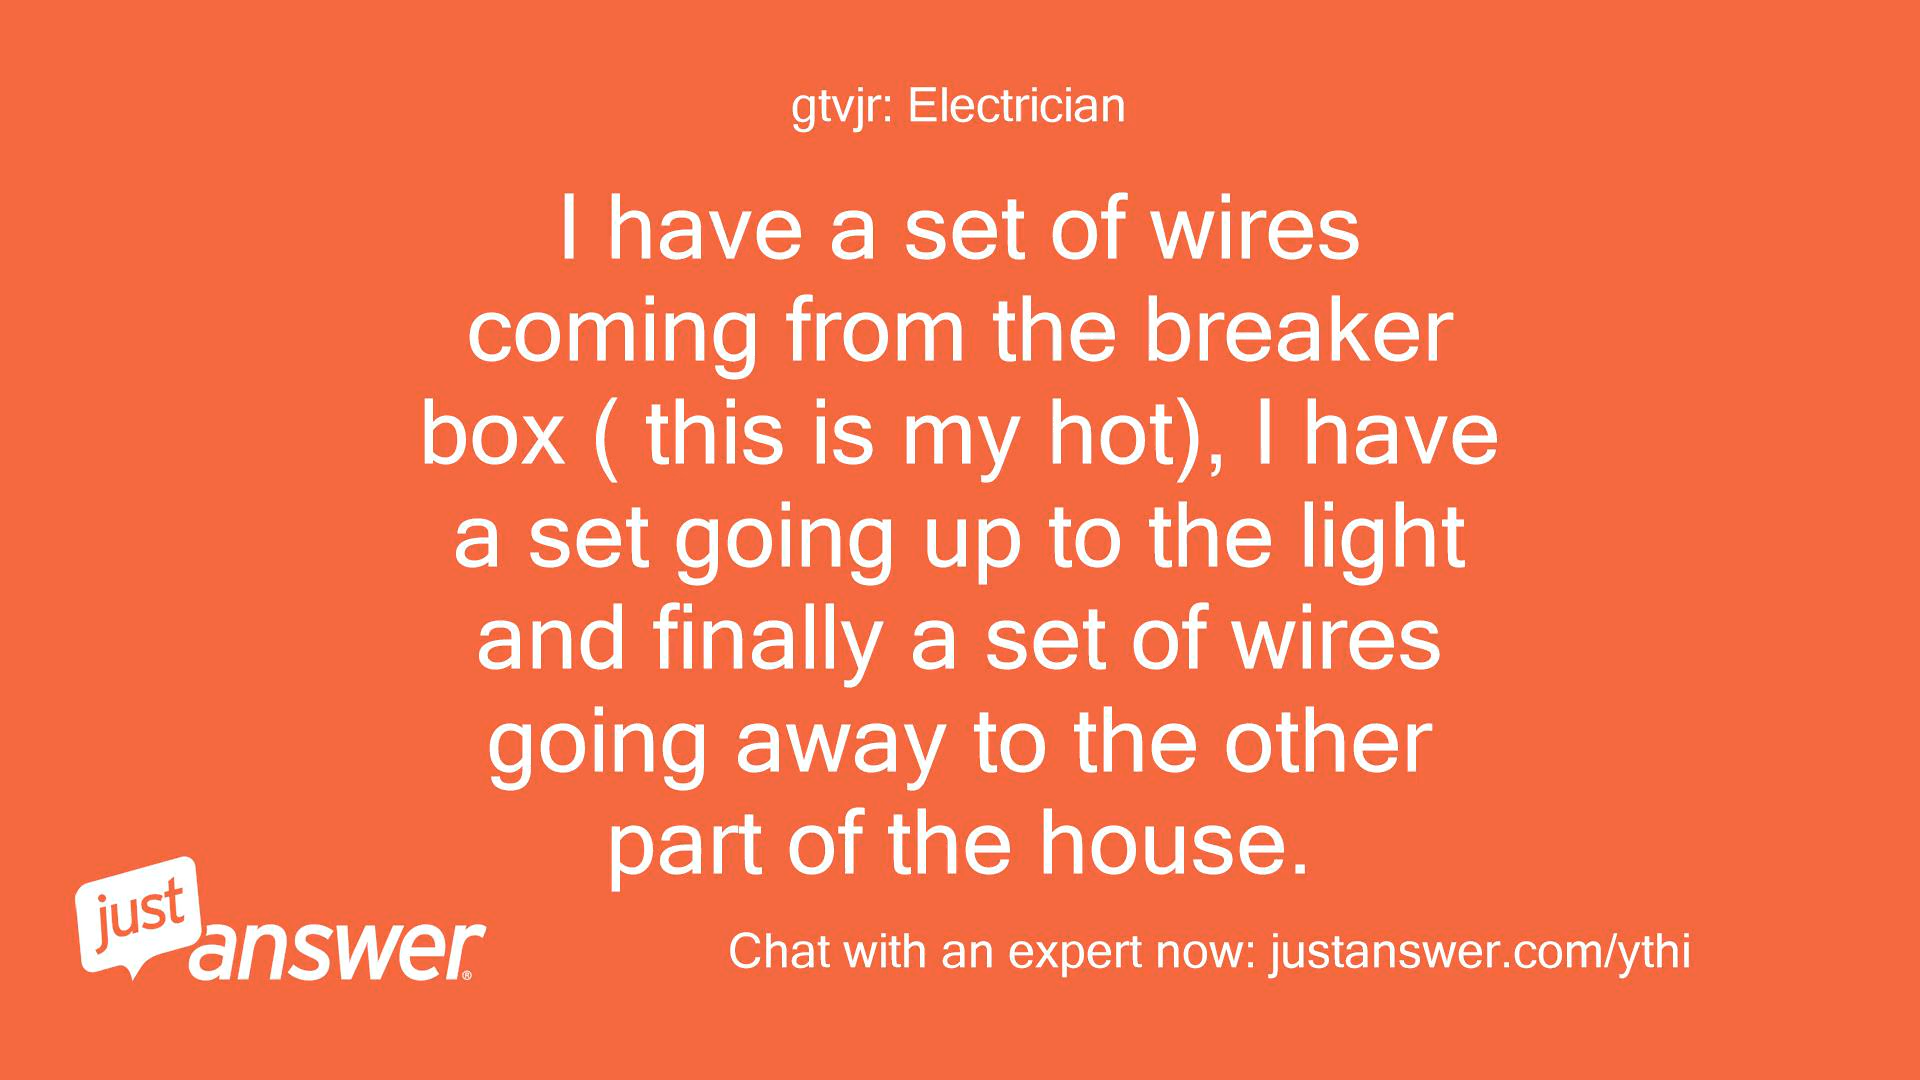 gtvjr: Electrician
I have a set of wires
coming from the breaker
box ( this is my hot), I have
a set going up to the light
and finally a set of wires
going away to the other
part of the house.
just
answer®
Chat with an expert now: justanswer.com/ythi